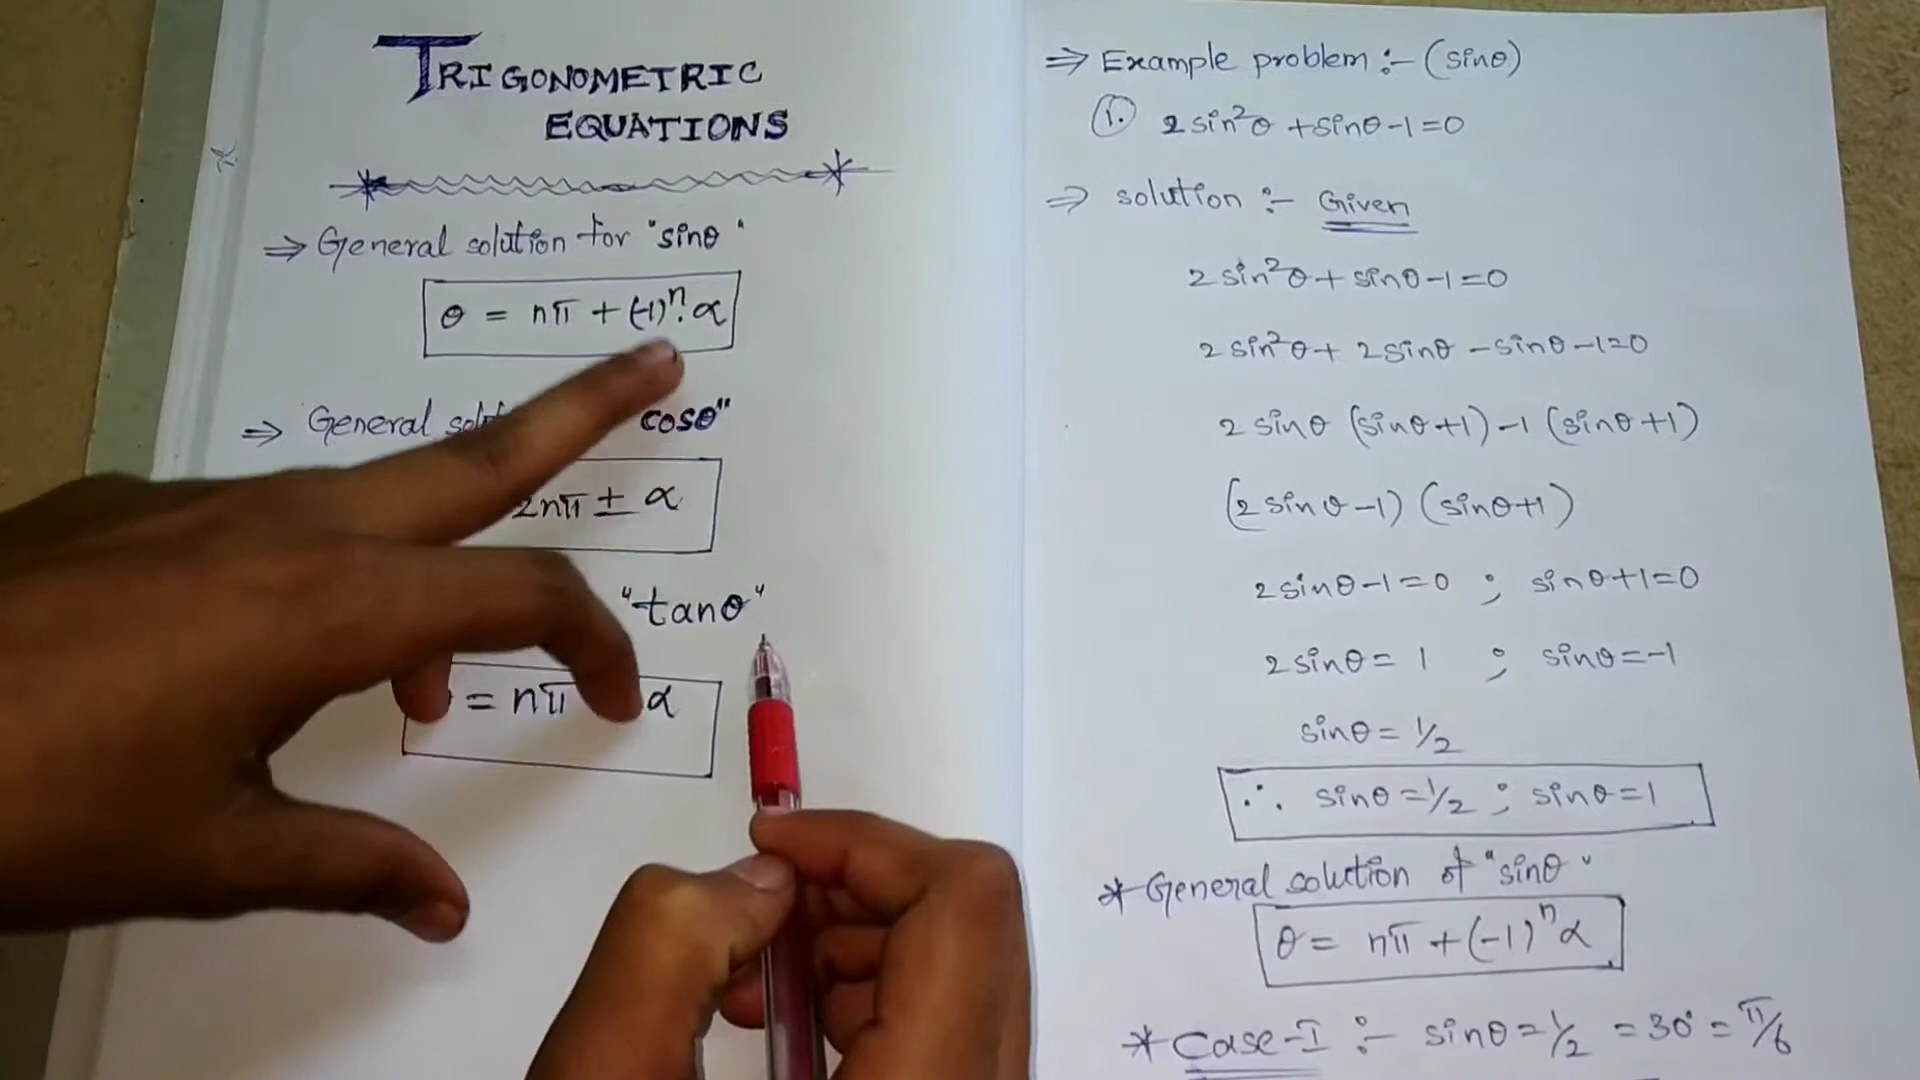 TRIGONOMETRIC
EQUATIONS
⇒ General solution for "sinθ"
θ = nπ + (-1)ⁿ. α
⇒ General cosθ"
2nπ ± α
"tanθ"
= nπ α
⇒ Example problem :- (sinθ)
1. 2sin²θ + sinθ - 1 = 0
⇒ solution :- Given
2sin²θ + sinθ - 1 = 0
2sin²θ + 2sinθ - sinθ - 1 = 0
2sinθ (sinθ+1) - 1 (sinθ+1)
(2sinθ - 1) (sinθ+1)
2sinθ - 1 = 0 ; sinθ + 1 = 0
2sinθ = 1 ; sinθ = -1
sinθ = 1/2
∴ sinθ = 1/2 ; sinθ = 1
* General solution of "sinθ"
θ = nπ + (-1)ⁿ α
* Case-I :- sinθ = 1/2 = 30° = π/6